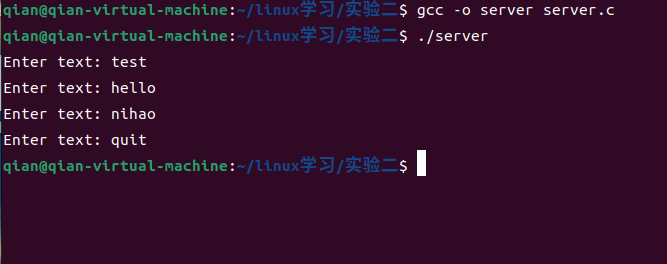 qian@qian-virtual-machine:~/linux学习/实验二$ gcc -o server server.c
qian@qian-virtual-machine:~/linux学习/实验二$ ./server
Enter text: test
Enter text: hello
Enter text: nihao
Enter text: quit
qian@qian-virtual-machine:~/linux学习/实验二$